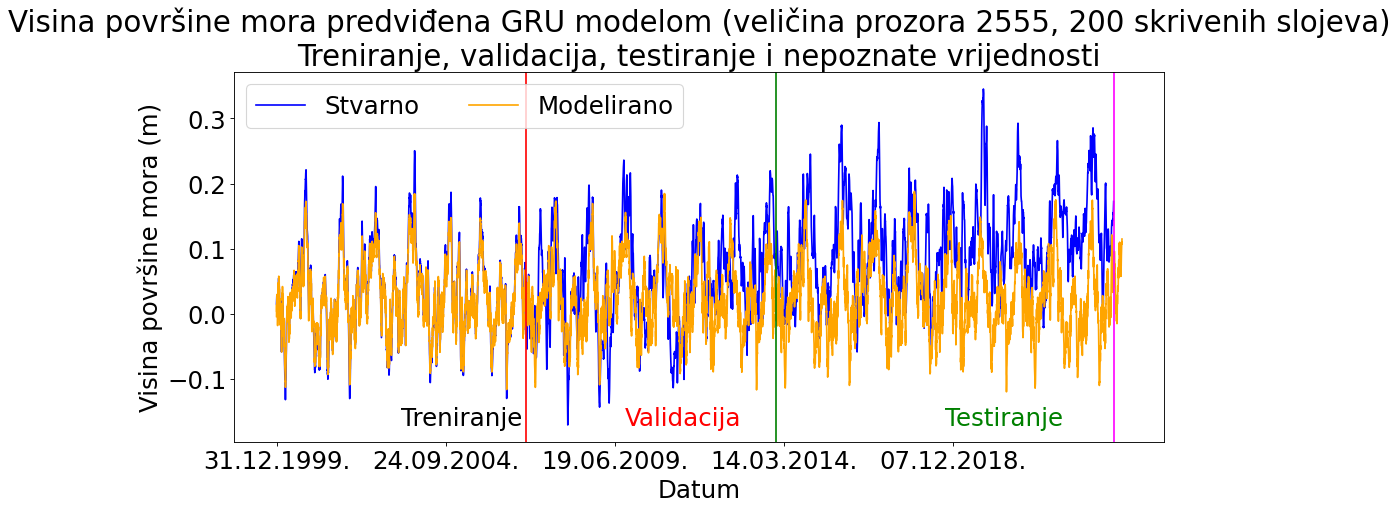 Visina površine mora predviđena GRU modelom (veličina prozora 2555, 200 skrivenih slojeva)
Treniranje, validacija, testiranje i nepoznate vrijednosti
Stvarno
Modelirano
Visina površine mora (m)
0.3
0.2
0.1
0.0
−0.1
Treniranje
Validacija
Testiranje
31.12.1999.
24.09.2004.
19.06.2009.
14.03.2014.
07.12.2018.
Datum